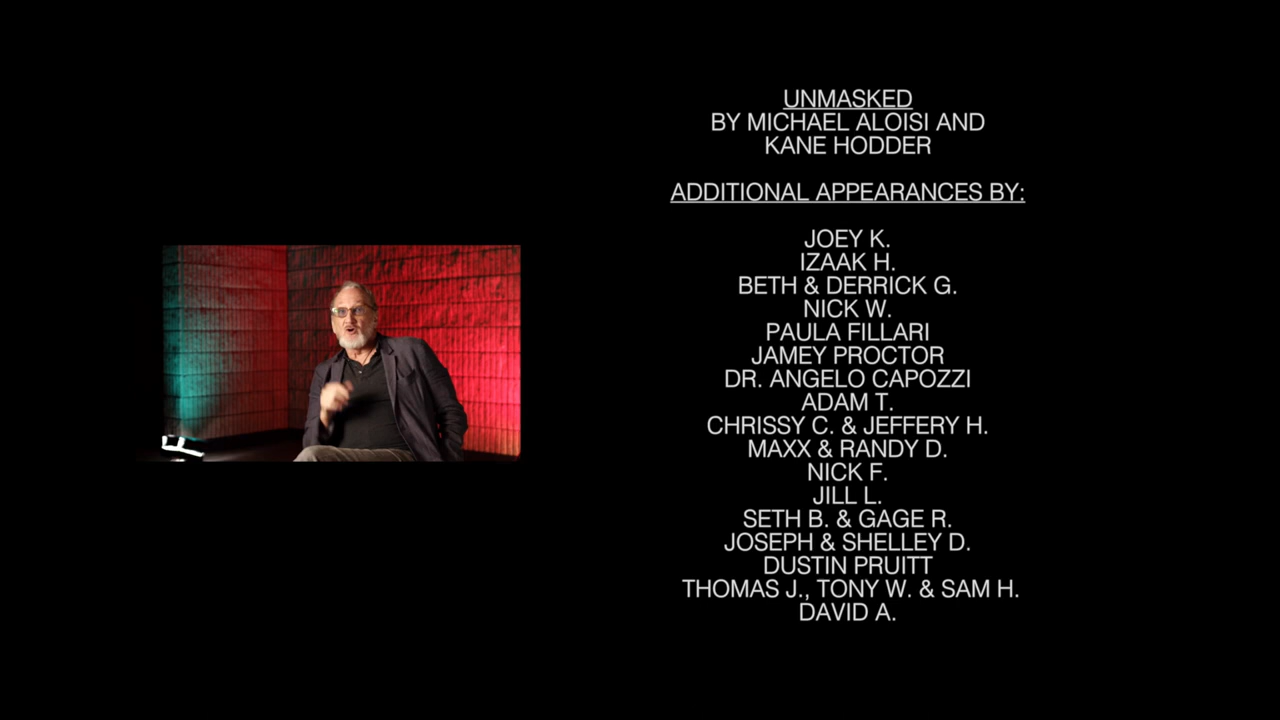 UNMASKED
BY MICHAEL ALOISI AND
KANE HODDER
ADDITIONAL APPEARANCES BY:
JOEY K.
IZAAK H.
BETH & DERRICK G.
NICK W.
PAULA FILLARI
JAMEY PROCTOR
DR. ANGELO CAPOZZI
ADAM T.
CHRISSY C. & JEFFERY H.
MAXX & RANDY D.
NICK F.
JILL L.
SETH B. & GAGE R.
JOSEPH & SHELLEY D.
DUSTIN PRUITT
THOMAS J., TONY W. & SAM H.
DAVID A.